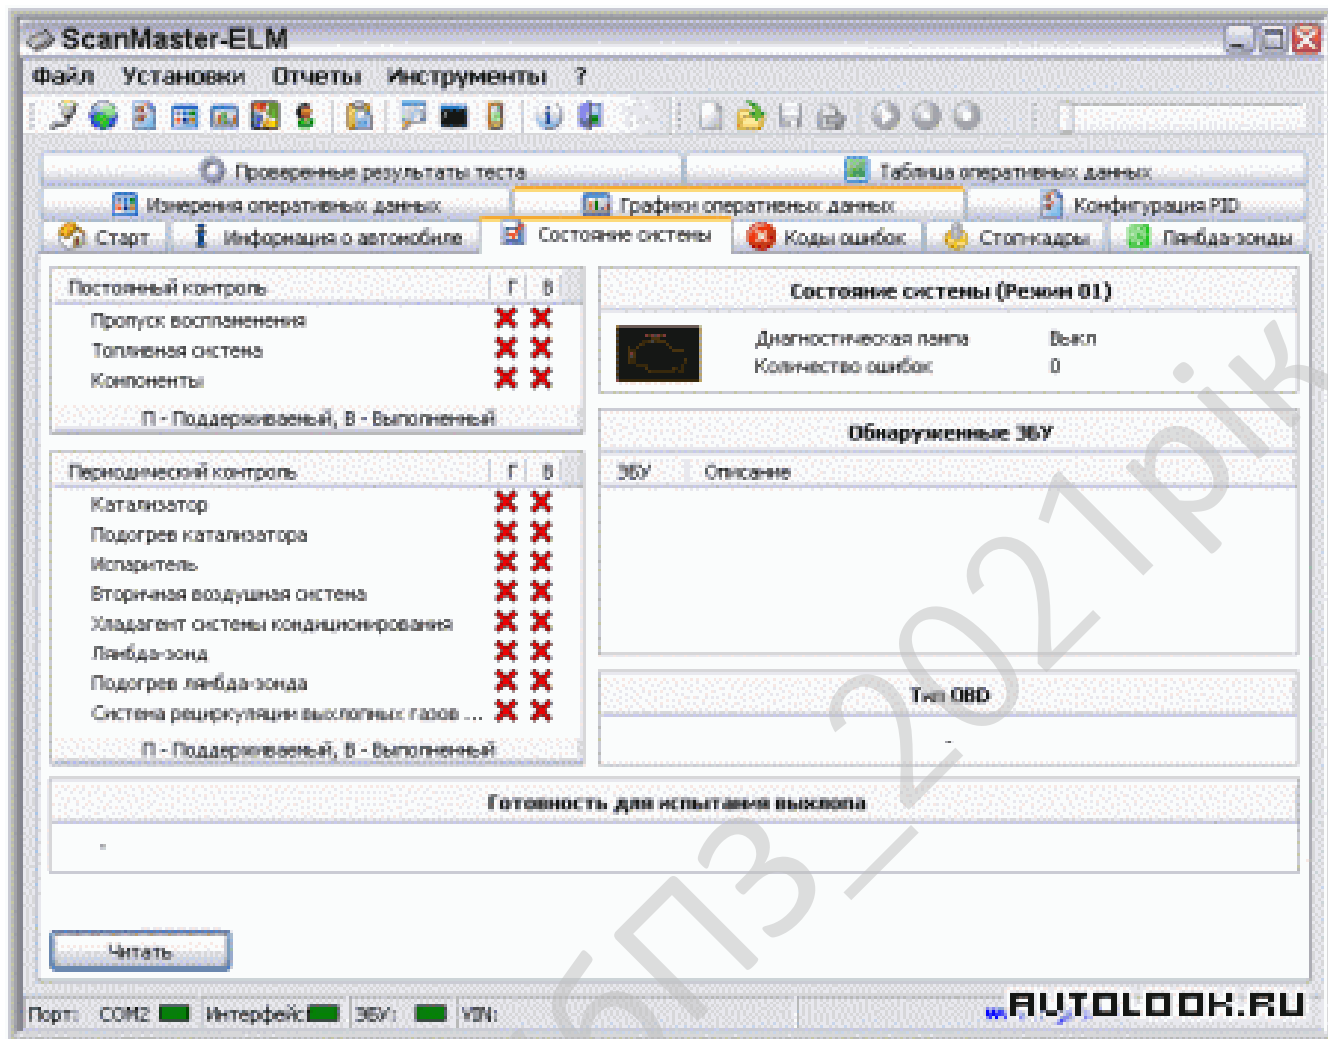 ScanMaster-ELM
Файл Установки Отчеты Инструменты ?
Проверенные результаты теста Таблица оперативных данных
Измерения оперативных данных Графики оперативных данных Конфигурация PID
Старт Информация о автомобиле Состояние системы Коды ошибок Стоп-кадры Лямбда-зонды
Постоянный контроль Г В
Пропуск воспламенения
Топливная система
Компоненты
П - Поддерживаемый, В - Выполненный
Периодический контроль Г В
Катализатор
Подогрев катализатора
Испаритель
Вторичная воздушная система
Хладагент системы кондиционирования
Лямбда-зонд
Подогрев лямбда-зонда
Система рециркуляции выхлопных газов ...
П - Поддерживаемый, В - Выполненный
Состояние системы (Режим 01)
Диагностическая лампа Выкл
Количество ошибок 0
Обнаруженные ЭБУ
ЭБУ Описание
Тип OBD
-
Готовность для испытания выхлопа
-
Читать
Порт: COM2 Интерфейс: ЭБУ: VIN:
AUTOLOOK.RU
6ПЗ_2021рік